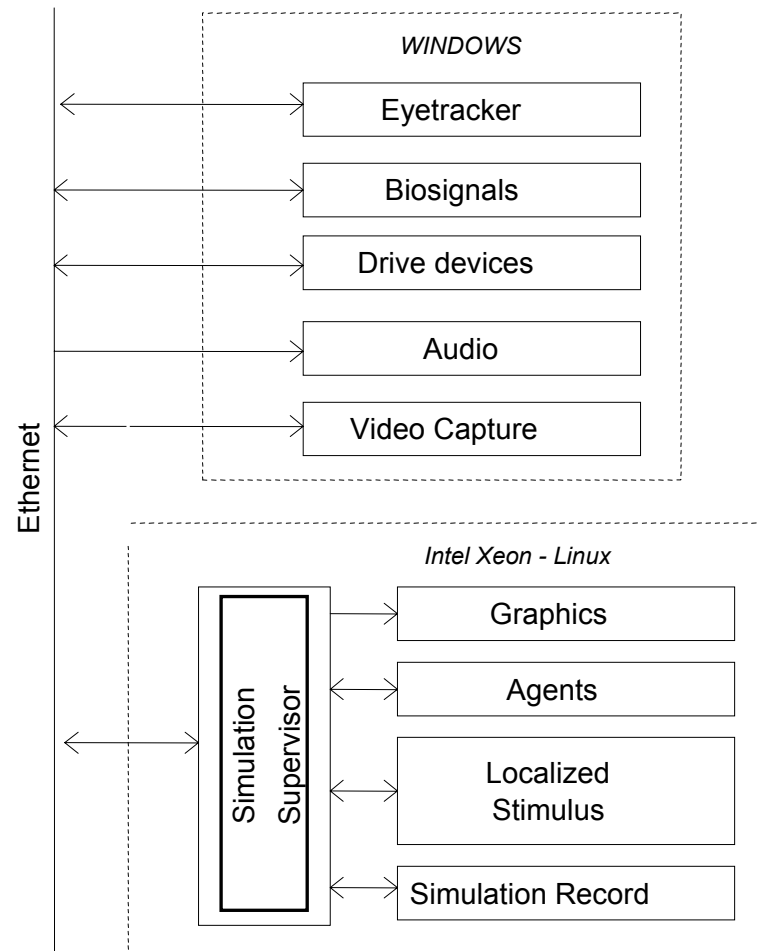 WINDOWS
Eyetracker
Biosignals
Drive devices
Audio
Video Capture
Ethernet
Intel Xeon - Linux
Simulation
Supervisor
Graphics
Agents
Localized
Stimulus
Simulation Record